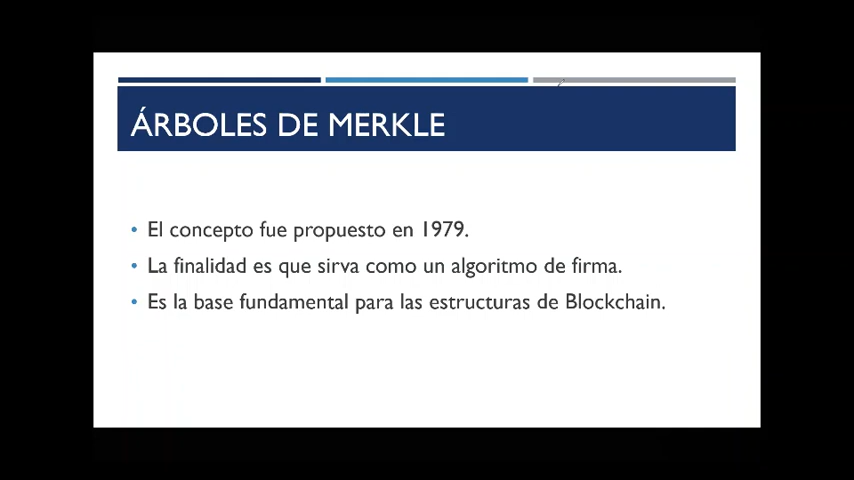 ÁRBOLES DE MERKLE
• El concepto fue propuesto en 1979.
• La finalidad es que sirva como un algoritmo de firma.
• Es la base fundamental para las estructuras de Blockchain.